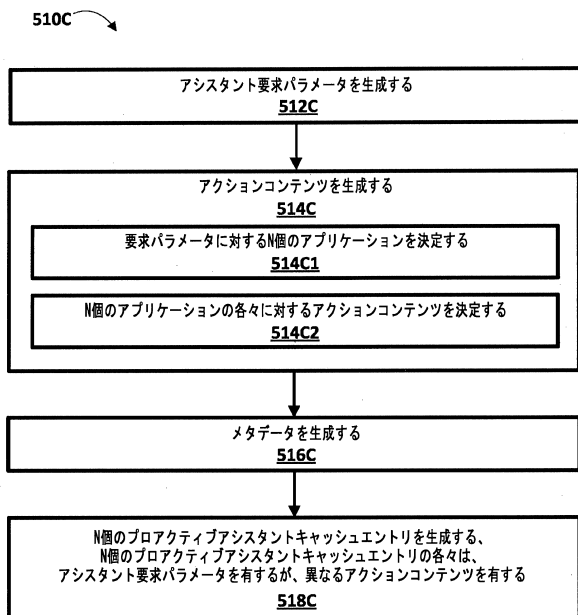 510C
アシスタント要求パラメータを生成する
512C
アクションコンテンツを生成する
514C
要求パラメータに対するN個のアプリケーションを決定する
514C1
N個のアプリケーションの各々に対するアクションコンテンツを決定する
514C2
メタデータを生成する
516C
N個のプロアクティブアシスタントキャッシュエントリを生成する、
N個のプロアクティブアシスタントキャッシュエントリの各々は、
アシスタント要求パラメータを有するが、異なるアクションコンテンツを有する
518C